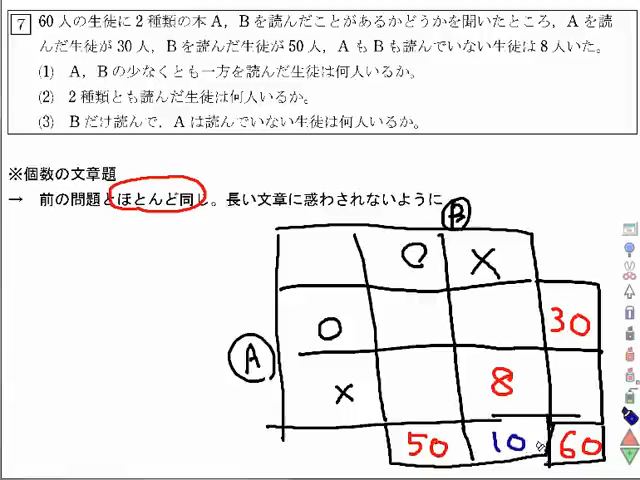 7 60人の生徒に2種類の本A，Bを読んだことがあるかどうかを聞いたところ，Aを読
んだ生徒が30人，Bを読んだ生徒が50人，AもBも読んでいない生徒は8人いた。
(1) A，Bの少なくとも一方を読んだ生徒は何人いるか。
(2) 2種類とも読んだ生徒は何人いるか。
(3) Bだけ読んで，Aは読んでいない生徒は何人いるか。
※個数の文章題
→ 前の問題とほとんど同じ。長い文章に惑わされないように
B
○ ×
○ 30
A
× 8
50 10 60